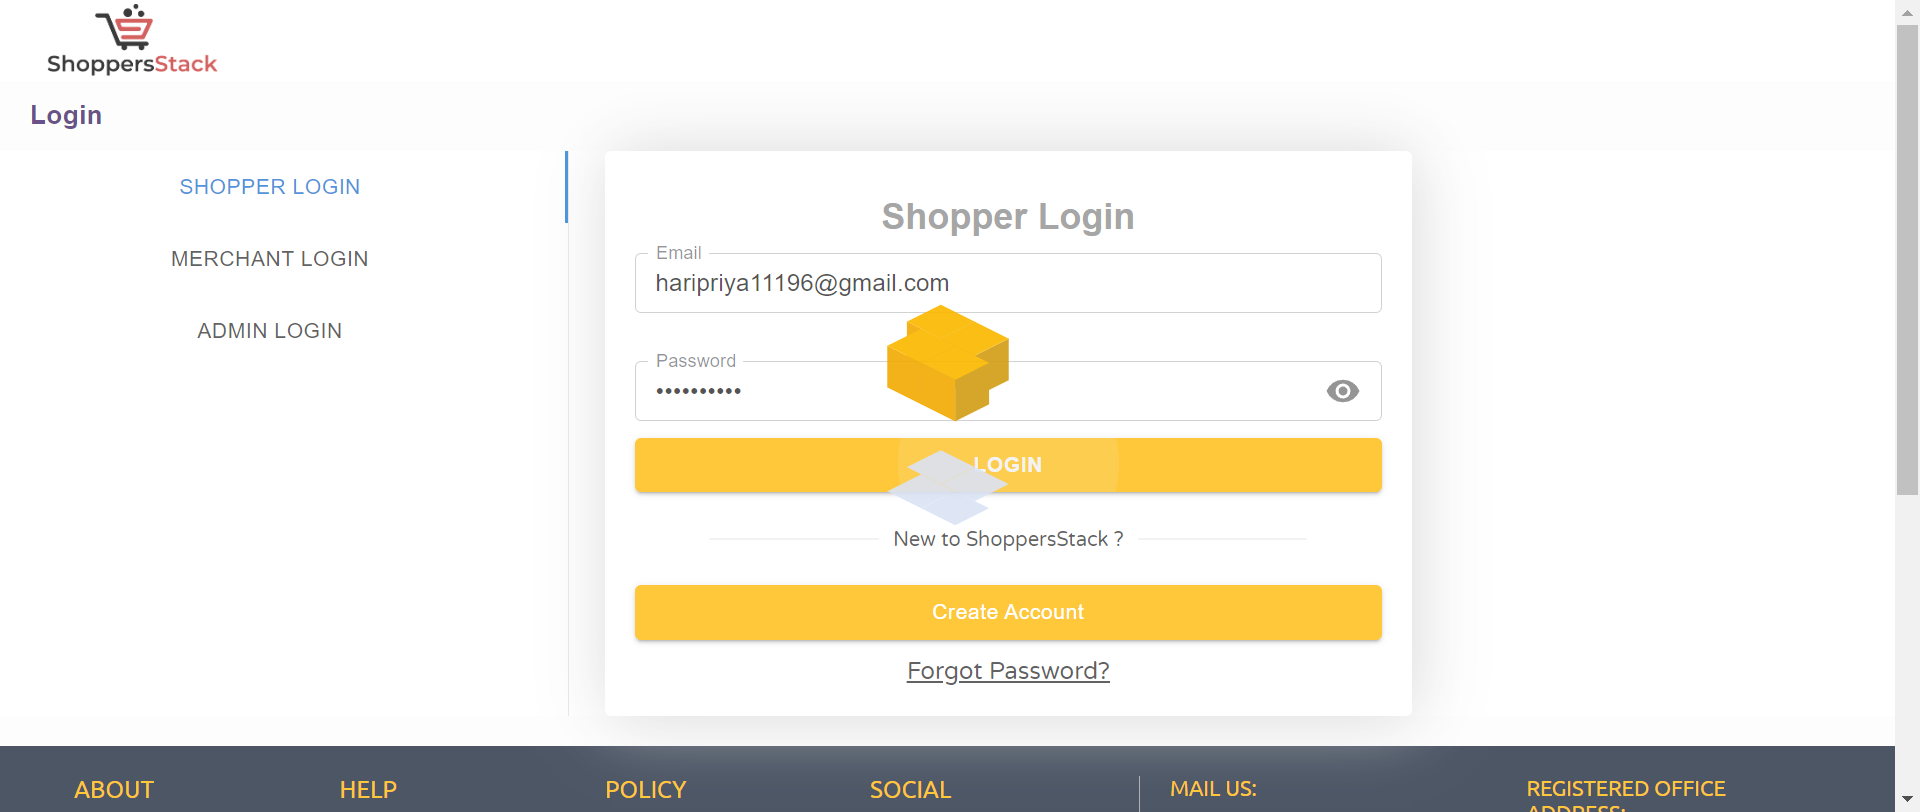 ShoppersStack
Login
SHOPPER LOGIN
MERCHANT LOGIN
ADMIN LOGIN
Shopper Login
Email
haripriya11196@gmail.com
Password
••••••••••
LOGIN
New to ShoppersStack ?
Create Account
Forgot Password?
ABOUT
HELP
POLICY
SOCIAL
MAIL US:
REGISTERED OFFICE
ADDRESS: